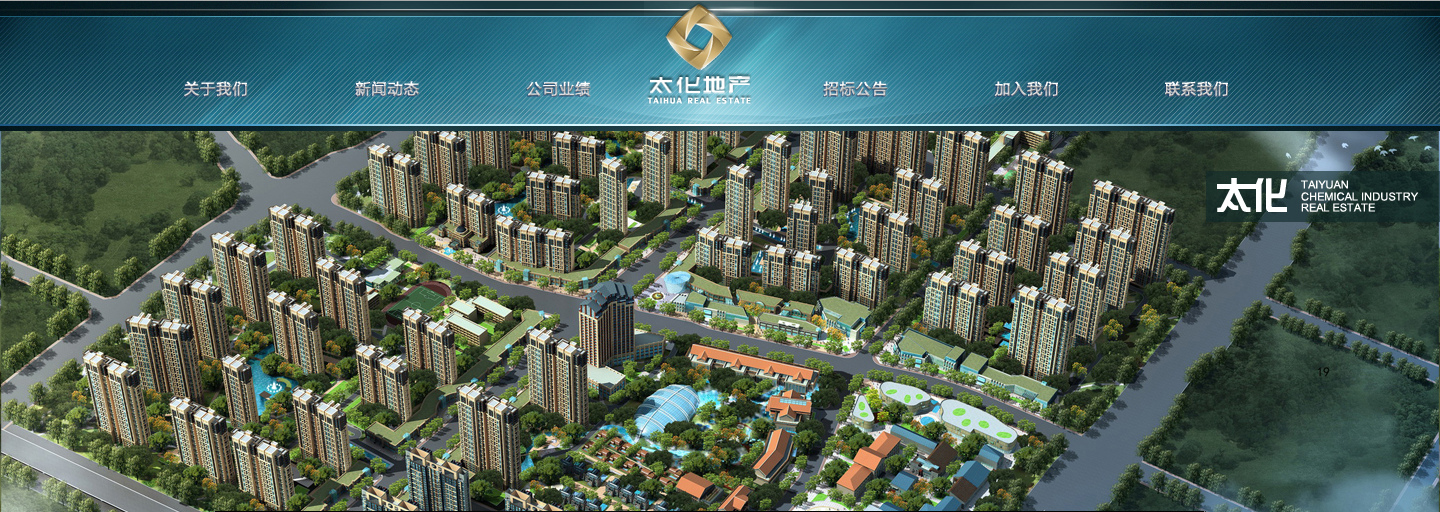 关于我们
新闻动态
公司业绩
太化地产
TAIHUA REAL ESTATE
招标公告
加入我们
联系我们
太化
TAIYUAN
CHEMICAL INDUSTRY
REAL ESTATE
19